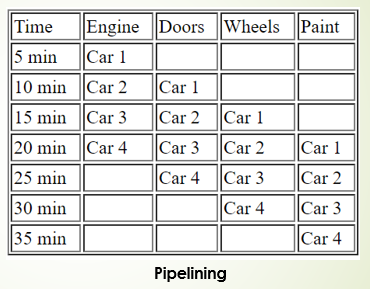 Time Engine Doors Wheels Paint
5 min Car 1
10 min Car 2 Car 1
15 min Car 3 Car 2 Car 1
20 min Car 4 Car 3 Car 2 Car 1
25 min Car 4 Car 3 Car 2
30 min Car 4 Car 3
35 min Car 4
Pipelining